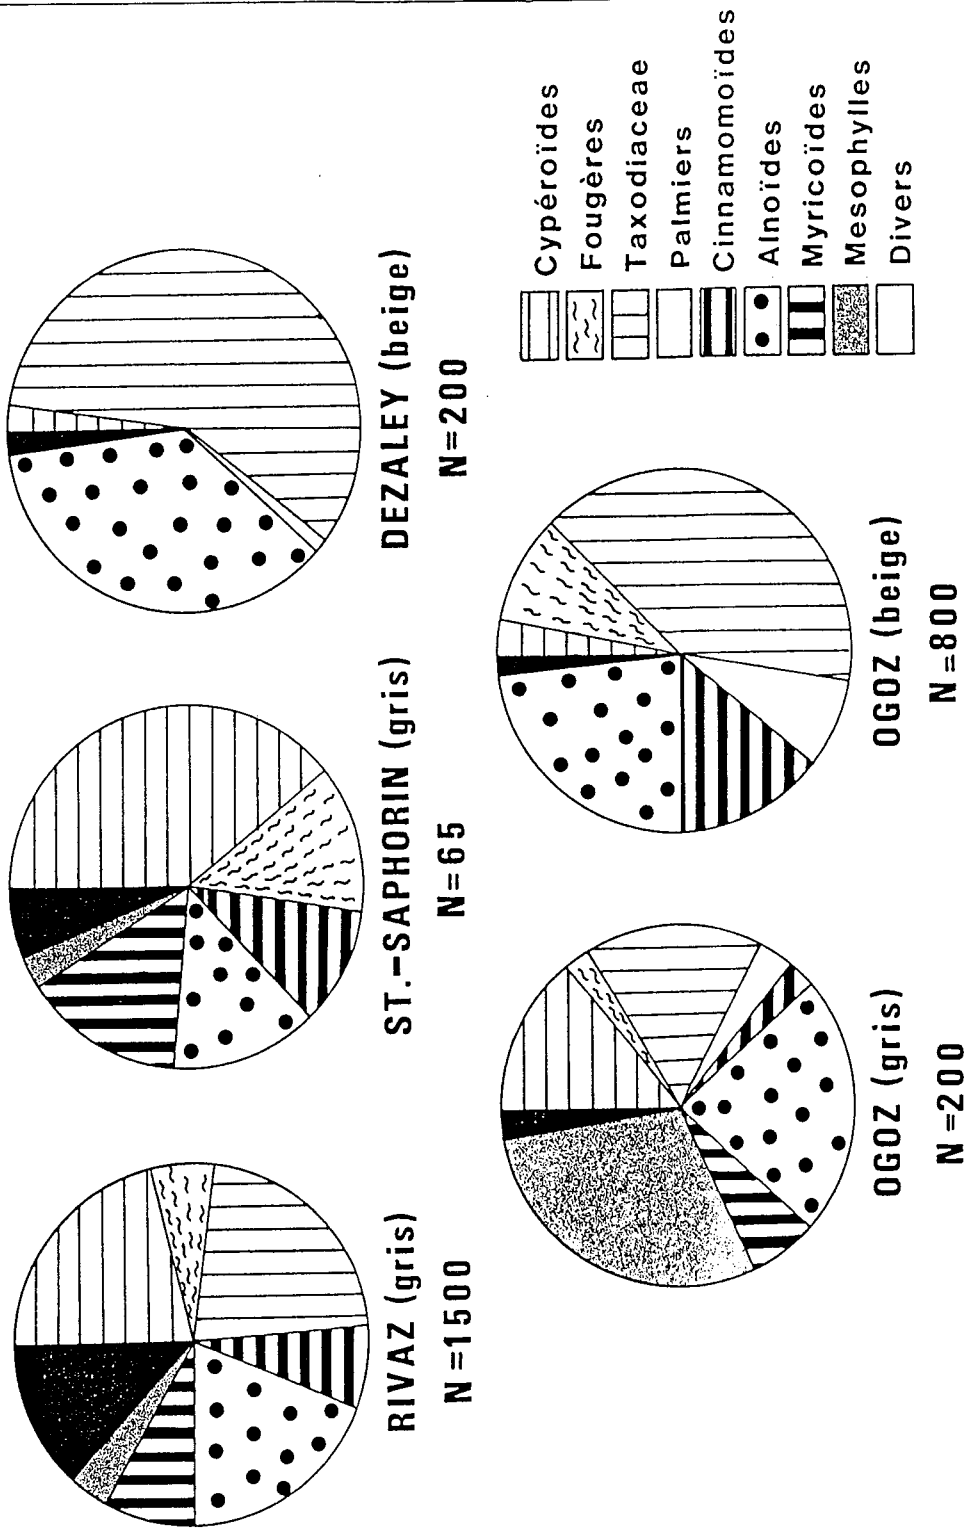 RIVAZ (gris)
N=1500
ST.-SAPHORIN (gris)
N=65
DEZALEY (beige)
N=200
OGOZ (gris)
N=200
OGOZ (beige)
N=800
Cypéroïdes
Fougères
Taxodiaceae
Palmiers
Cinnamomoïdes
Alnoïdes
Myricoïdes
Mesophylles
Divers